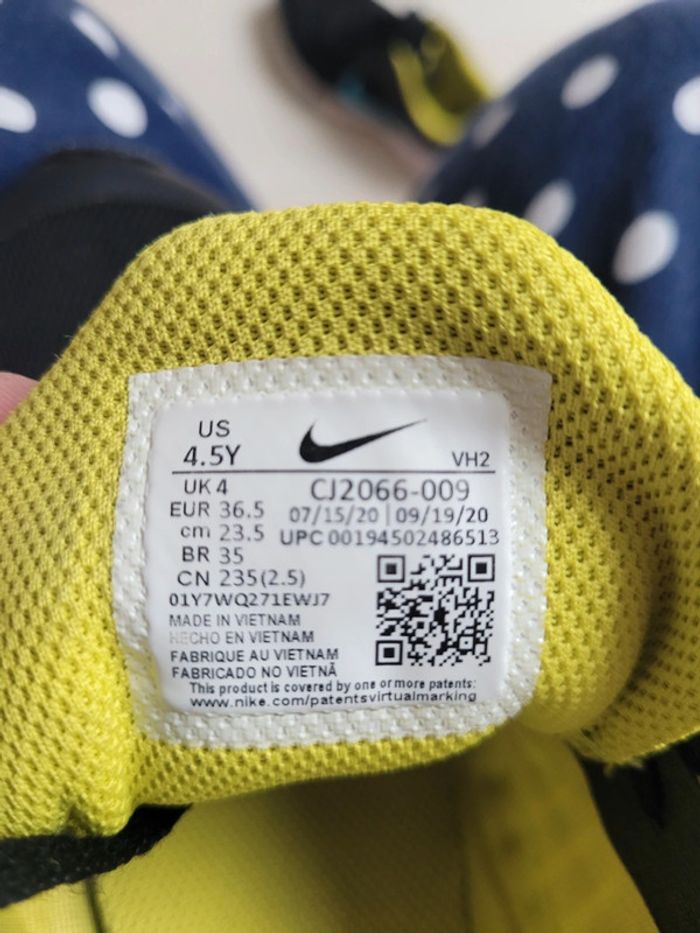 US
4.5Y
VH2
UK 4
CJ2066-009
EUR 36.5
07/15/20 | 09/19/20
cm 23.5
UPC 00194502486513
BR 35
CN 235(2.5)
01Y7WQ271EWJ7
MADE IN VIETNAM
HECHO EN VIETNAM
FABRIQUE AU VIETNAM
FABRICADO NO VIETNÃ
This product is covered by one or more patents:
www.nike.com/patentsvirtualmarking